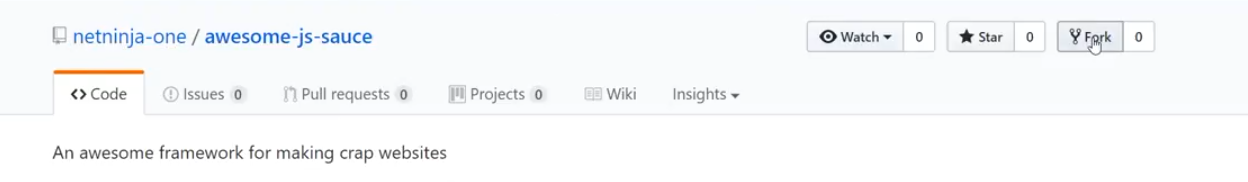 netninja-one / awesome-js-sauce
Watch 0 Star 0 Fork 0
Code Issues 0 Pull requests 0 Projects 0 Wiki Insights
An awesome framework for making crap websites